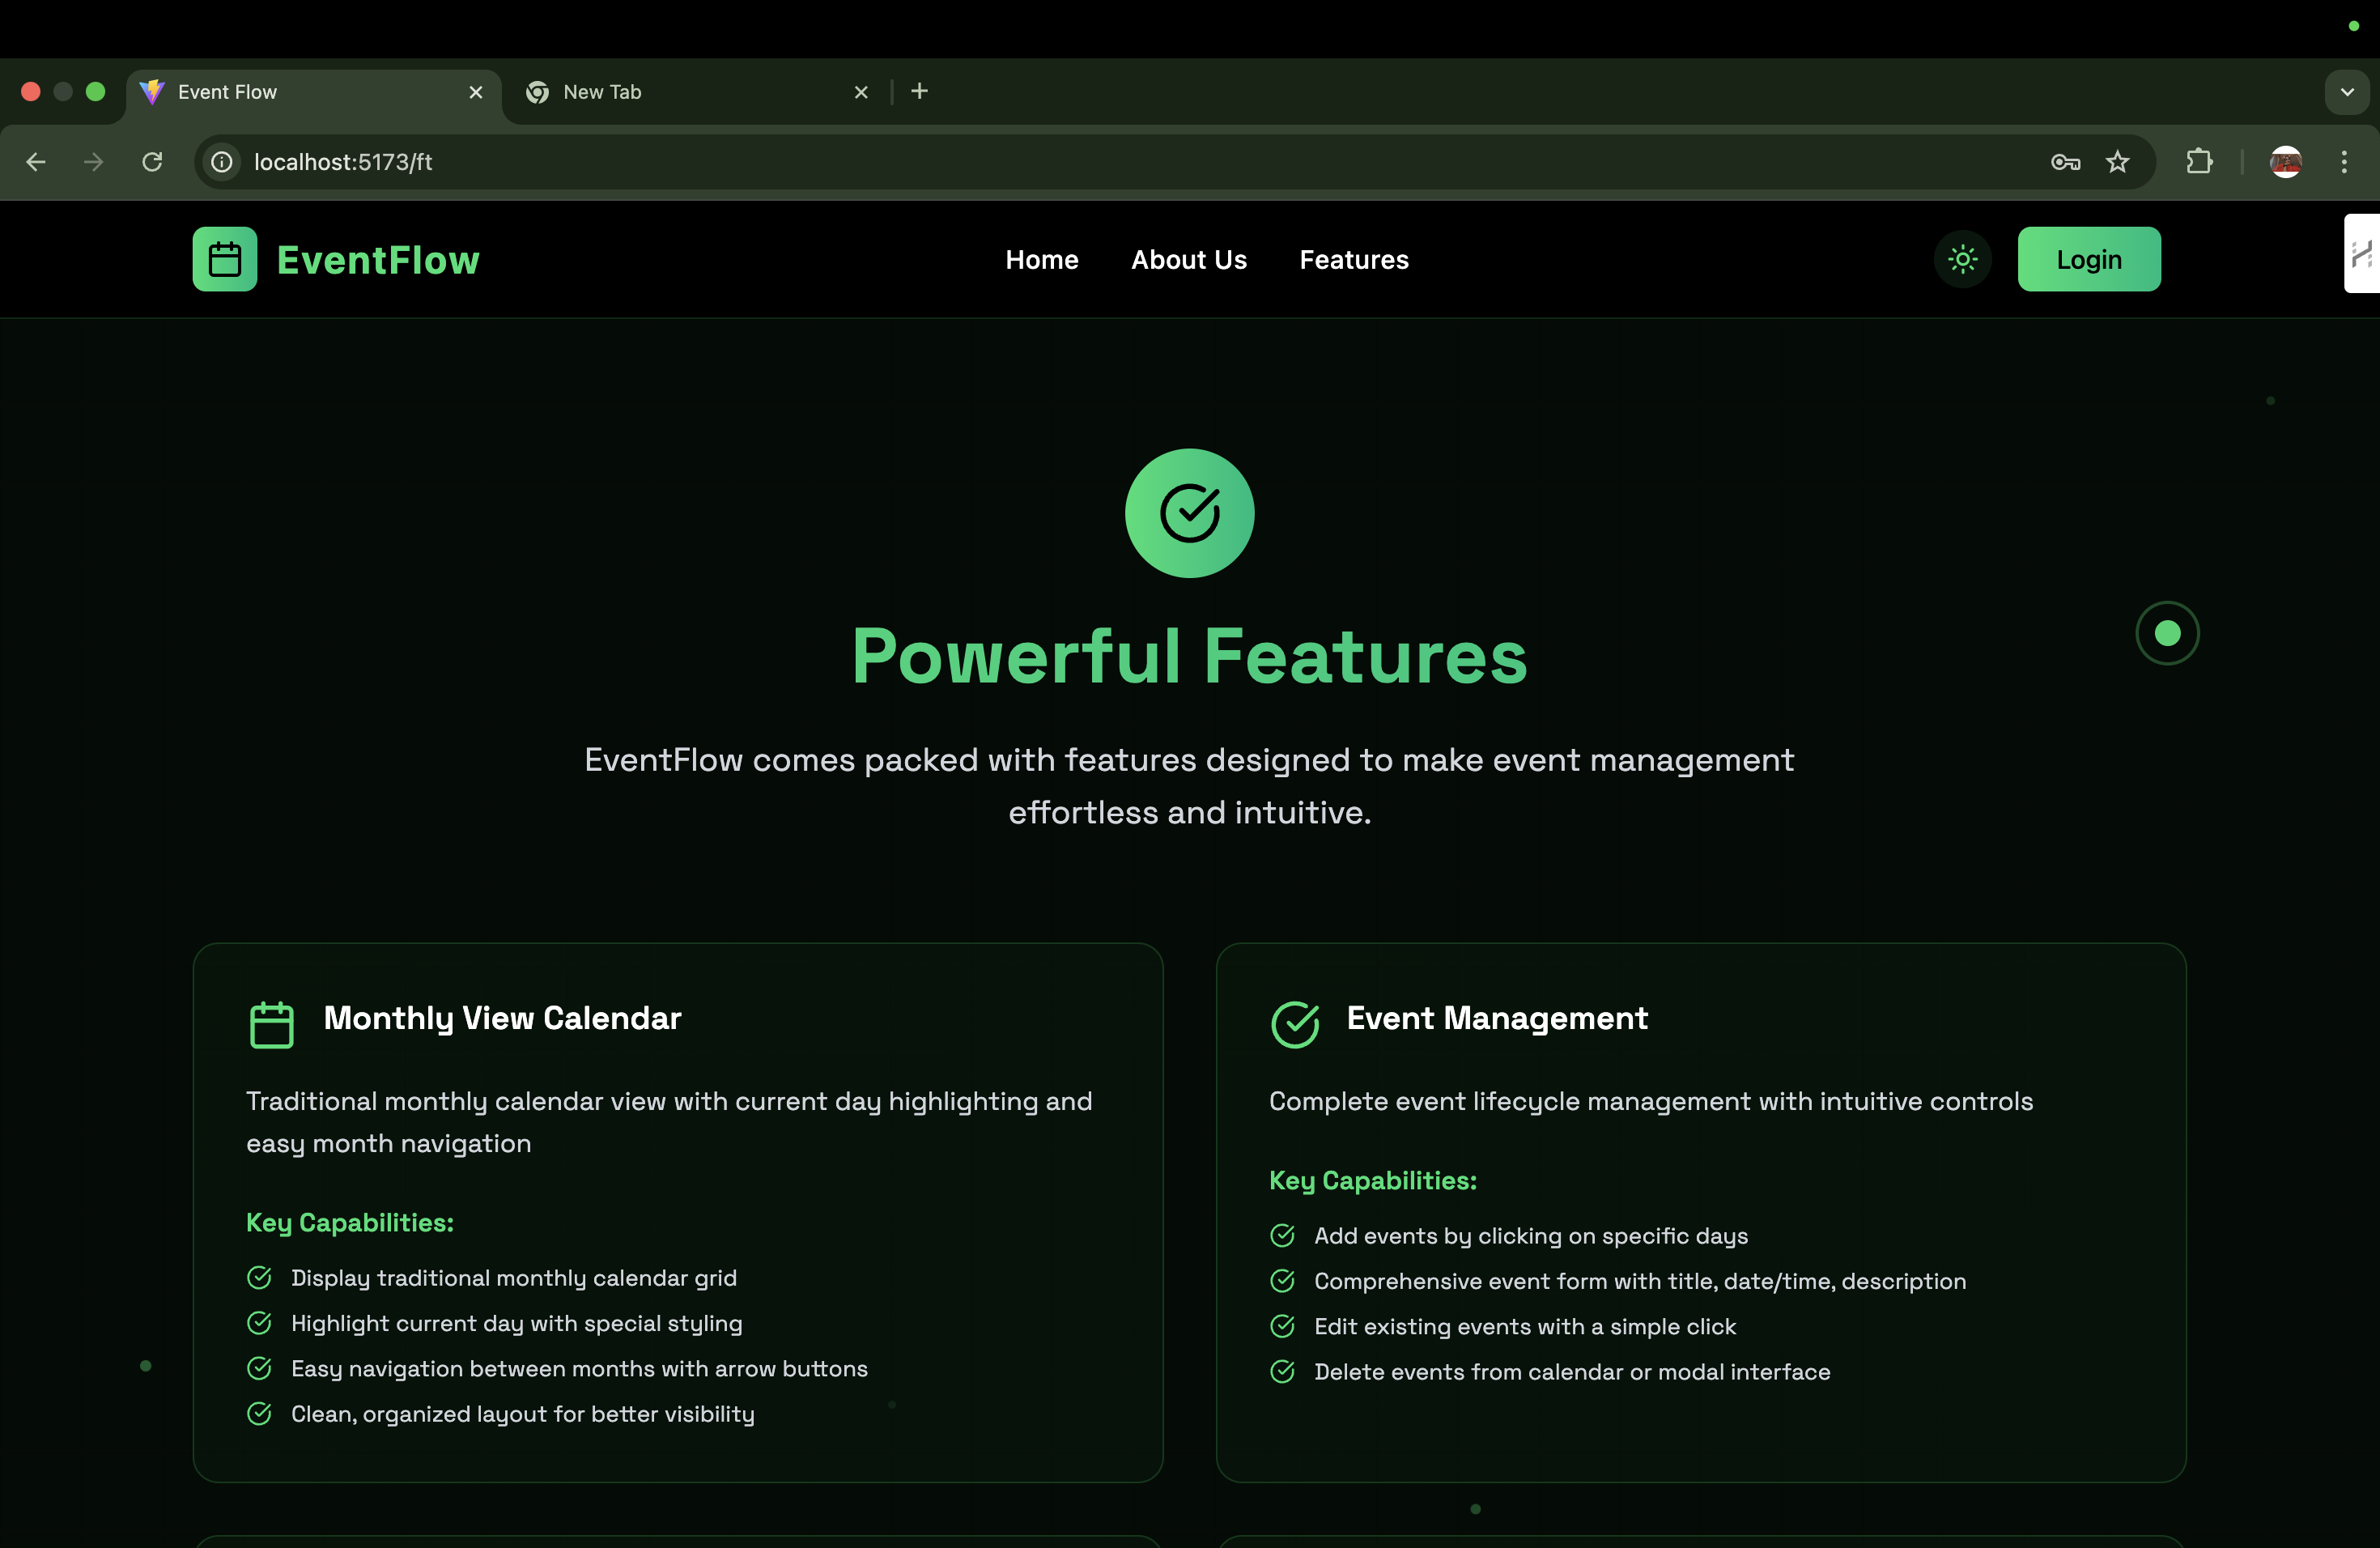 Event Flow
New Tab
localhost:5173/ft
EventFlow
Home
About Us
Features
Login
Powerful Features
EventFlow comes packed with features designed to make event management
effortless and intuitive.
Monthly View Calendar
Traditional monthly calendar view with current day highlighting and
easy month navigation
Key Capabilities:
Display traditional monthly calendar grid
Highlight current day with special styling
Easy navigation between months with arrow buttons
Clean, organized layout for better visibility
Event Management
Complete event lifecycle management with intuitive controls
Key Capabilities:
Add events by clicking on specific days
Comprehensive event form with title, date/time, description
Edit existing events with a simple click
Delete events from calendar or modal interface